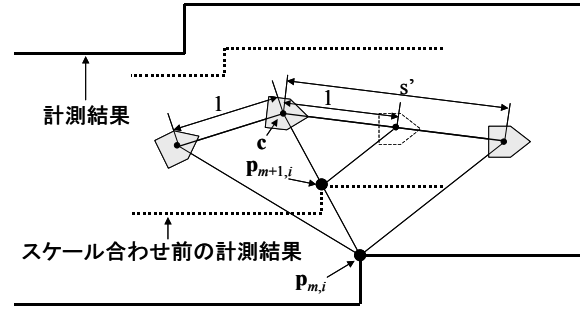 s'
1
1
計測結果
c
p_{m+1,i}
スケール合わせ前の計測結果
p_{m,i}